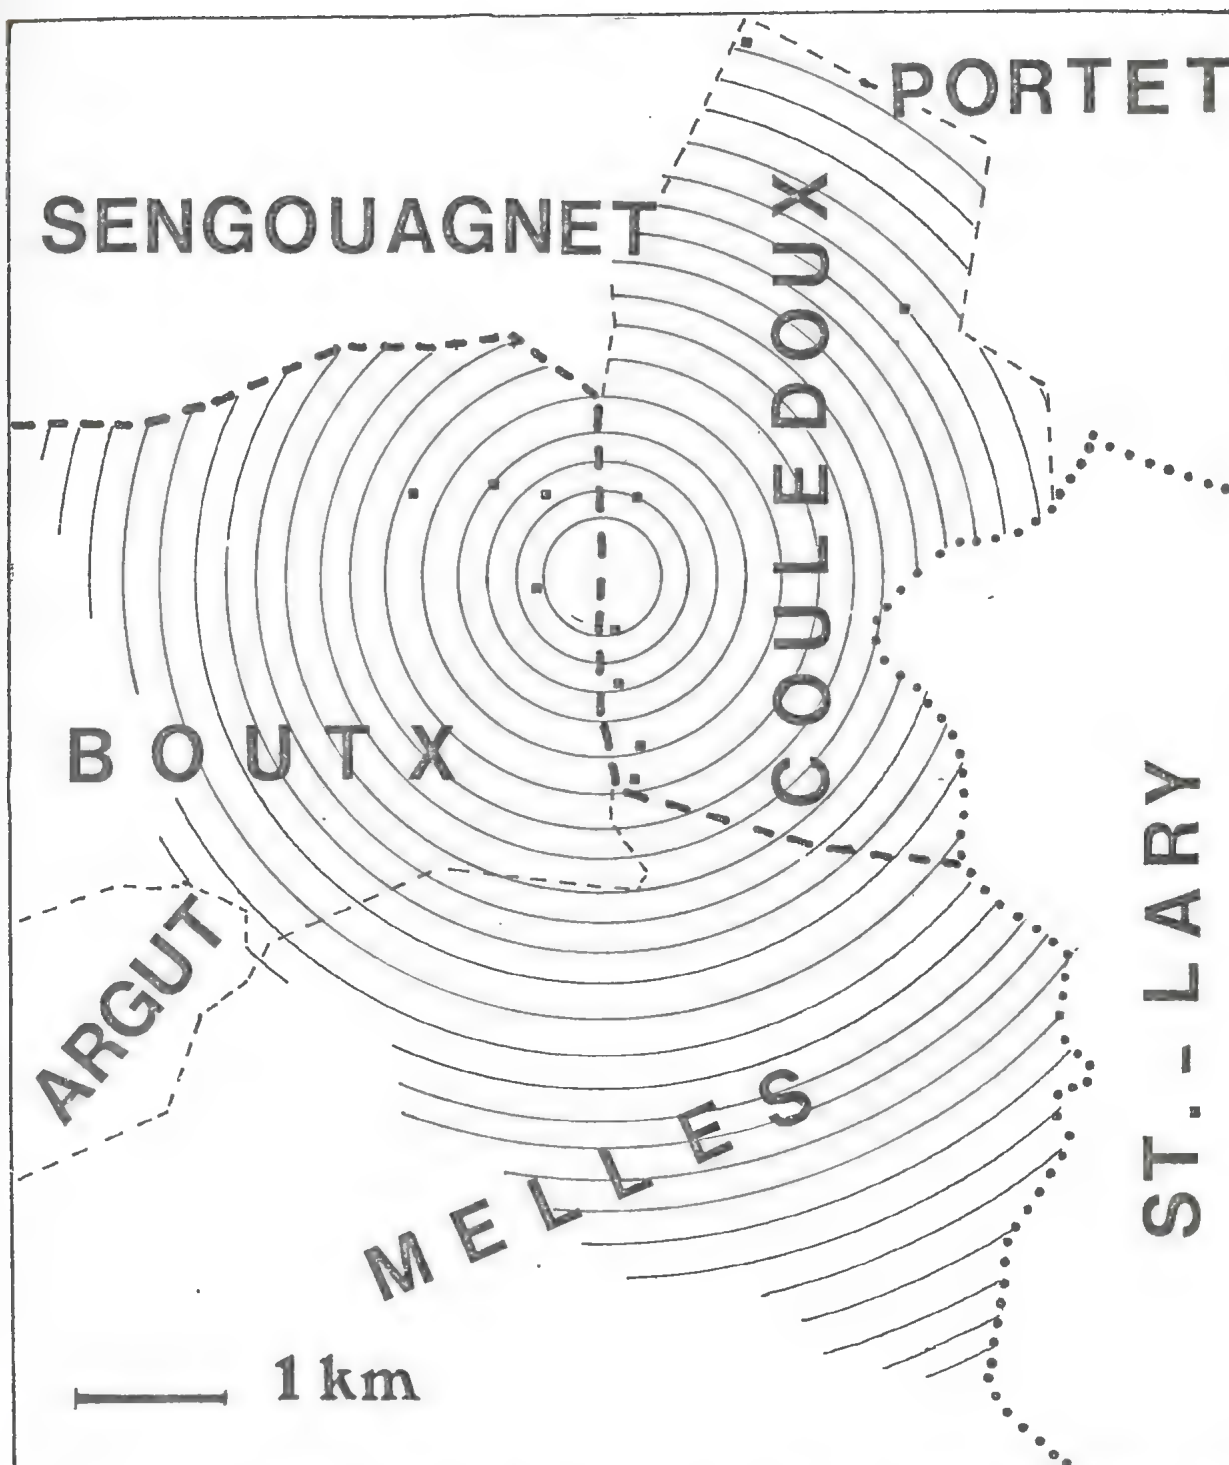 PORTET
SENGOUAGNET
COULEDOUX
BOUTX
ARGUT
MELLES
ST.-LARY
1 km